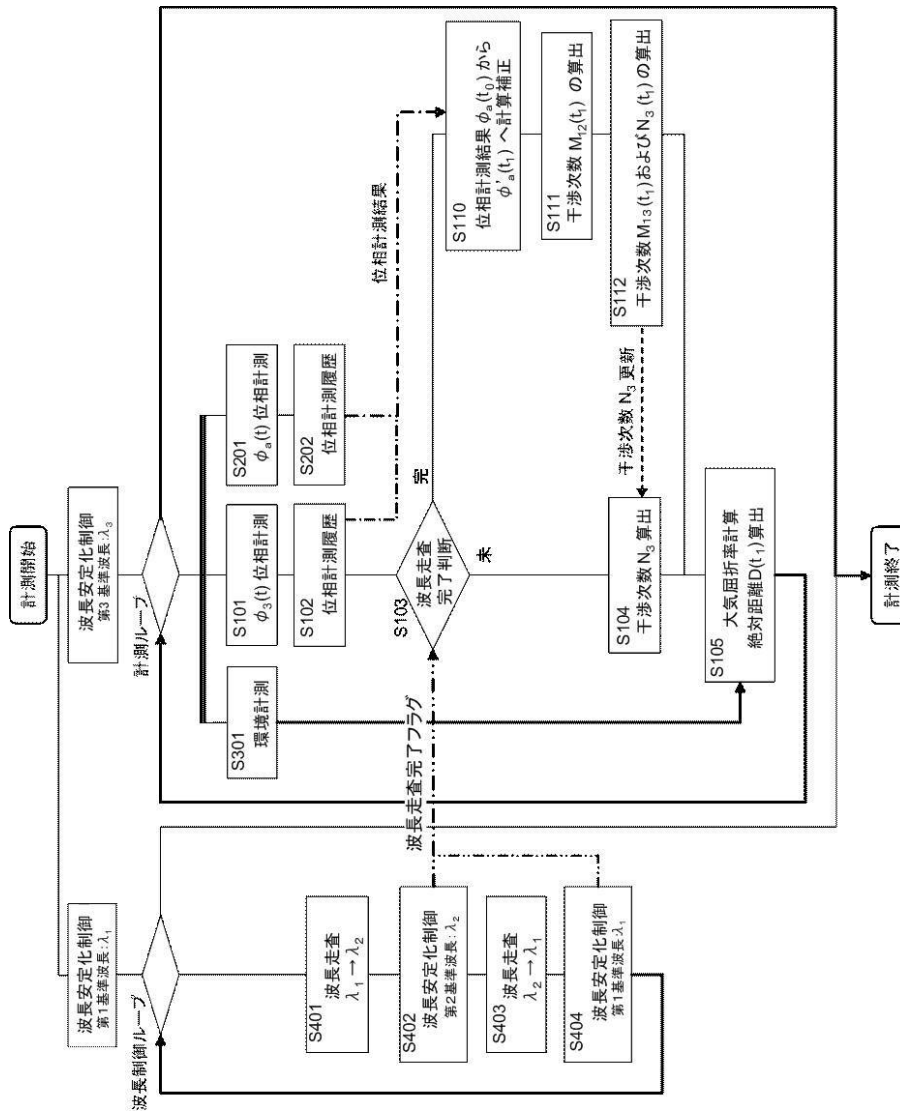 計測開始
波長安定化制御
第1基準波長:λ₁
波長安定化制御
第3 基準波長:λ₃
波長制御ループ
計測ループ
S401
波長走査
λ₁→λ₂
S402
波長安定化制御
第2基準波長:λ₂
S403
波長走査
λ₂→λ₁
S404
波長安定化制御
第1基準波長:λ₁
波長走査完了フラグ
S301
環境計測
S101
φ₃(t) 位相計測
S102
位相計測履歴
S201
φₐ(t) 位相計測
S202
位相計測履歴
位相計測結果
S103
波長走査
完了判断
完
未
S110
位相計測結果 φₐ(t₀) から
φ'ₐ(t₁) へ計算補正
S111
干渉次数 M₁₂(t₁) の算出
S112
干渉次数 M₁₃(t₁) および N₃(t₁) の算出
干渉次数 N₃ 更新
S104
干渉次数 N₃ 算出
S105
大気屈折率計算
絶対距離D(t₁) 算出
計測終了